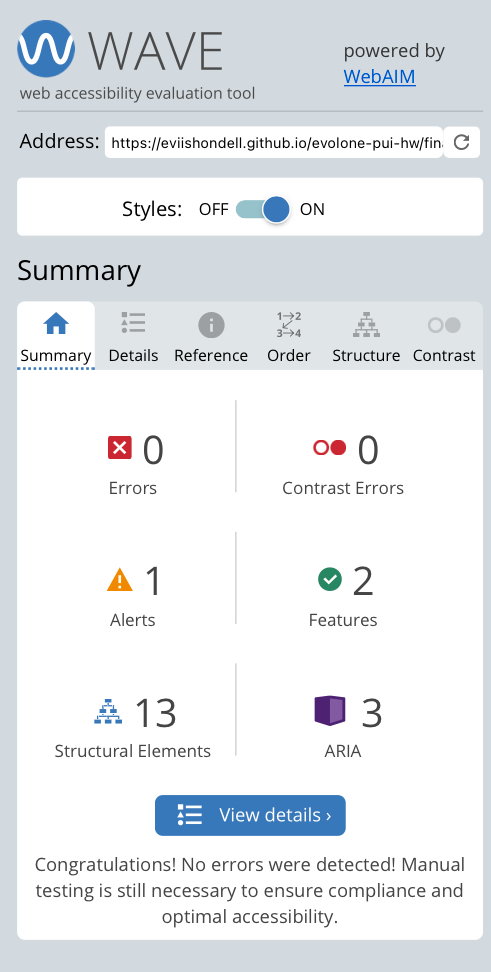 WAVE
web accessibility evaluation tool
powered by
WebAIM
Address: https://eviishondell.github.io/evolone-pui-hw/fin
Styles: OFF ON
Summary
Summary Details Reference Order Structure Contrast
0 0
Errors Contrast Errors
1 2
Alerts Features
13 3
Structural Elements ARIA
View details ›
Congratulations! No errors were detected! Manual
testing is still necessary to ensure compliance and
optimal accessibility.